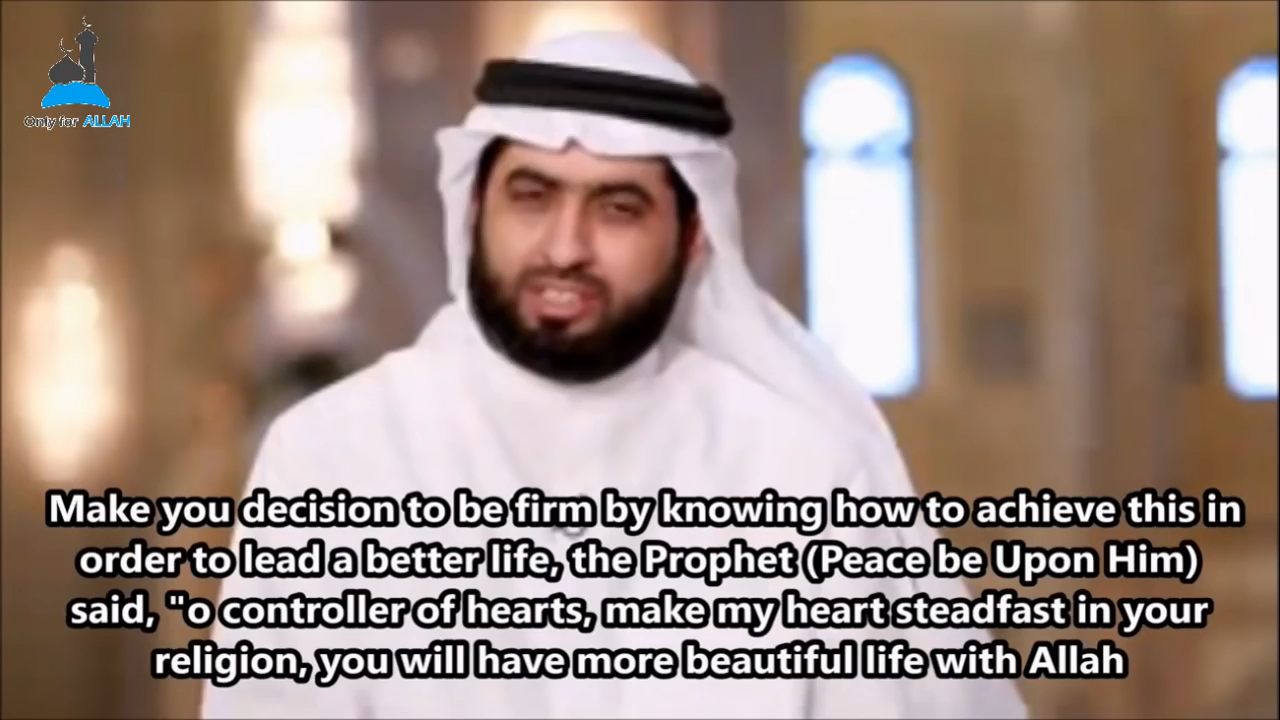 Only for ALLAH
Make you decision to be firm by knowing how to achieve this in
order to lead a better life, the Prophet (Peace be Upon Him)
said, "o controller of hearts, make my heart steadfast in your
religion, you will have more beautiful life with Allah